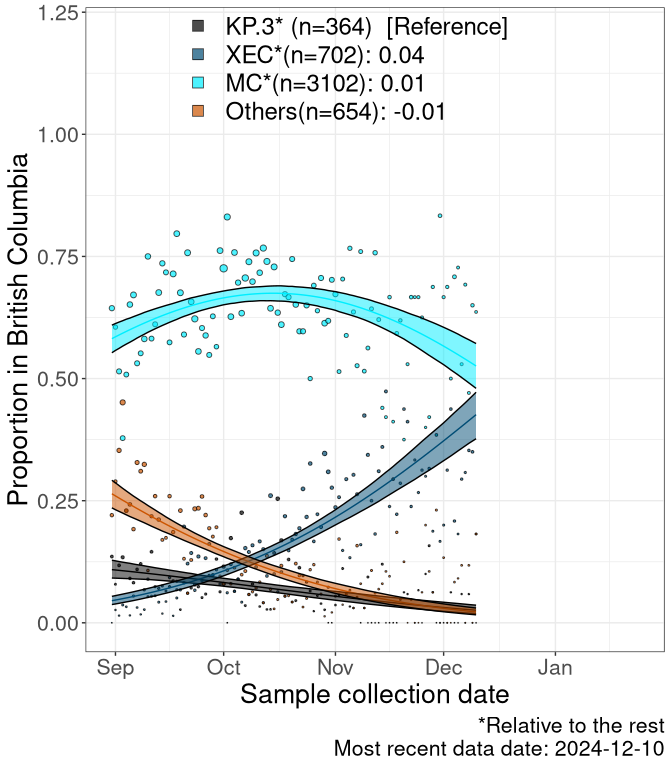 KP.3* (n=364)  [Reference]
XEC*(n=702): 0.04
MC*(n=3102): 0.01
Others(n=654): -0.01
Proportion in British Columbia
1.25
1.00
0.75
0.50
0.25
0.00
Sep Oct Nov Dec Jan
Sample collection date
*Relative to the rest
Most recent data date: 2024-12-10